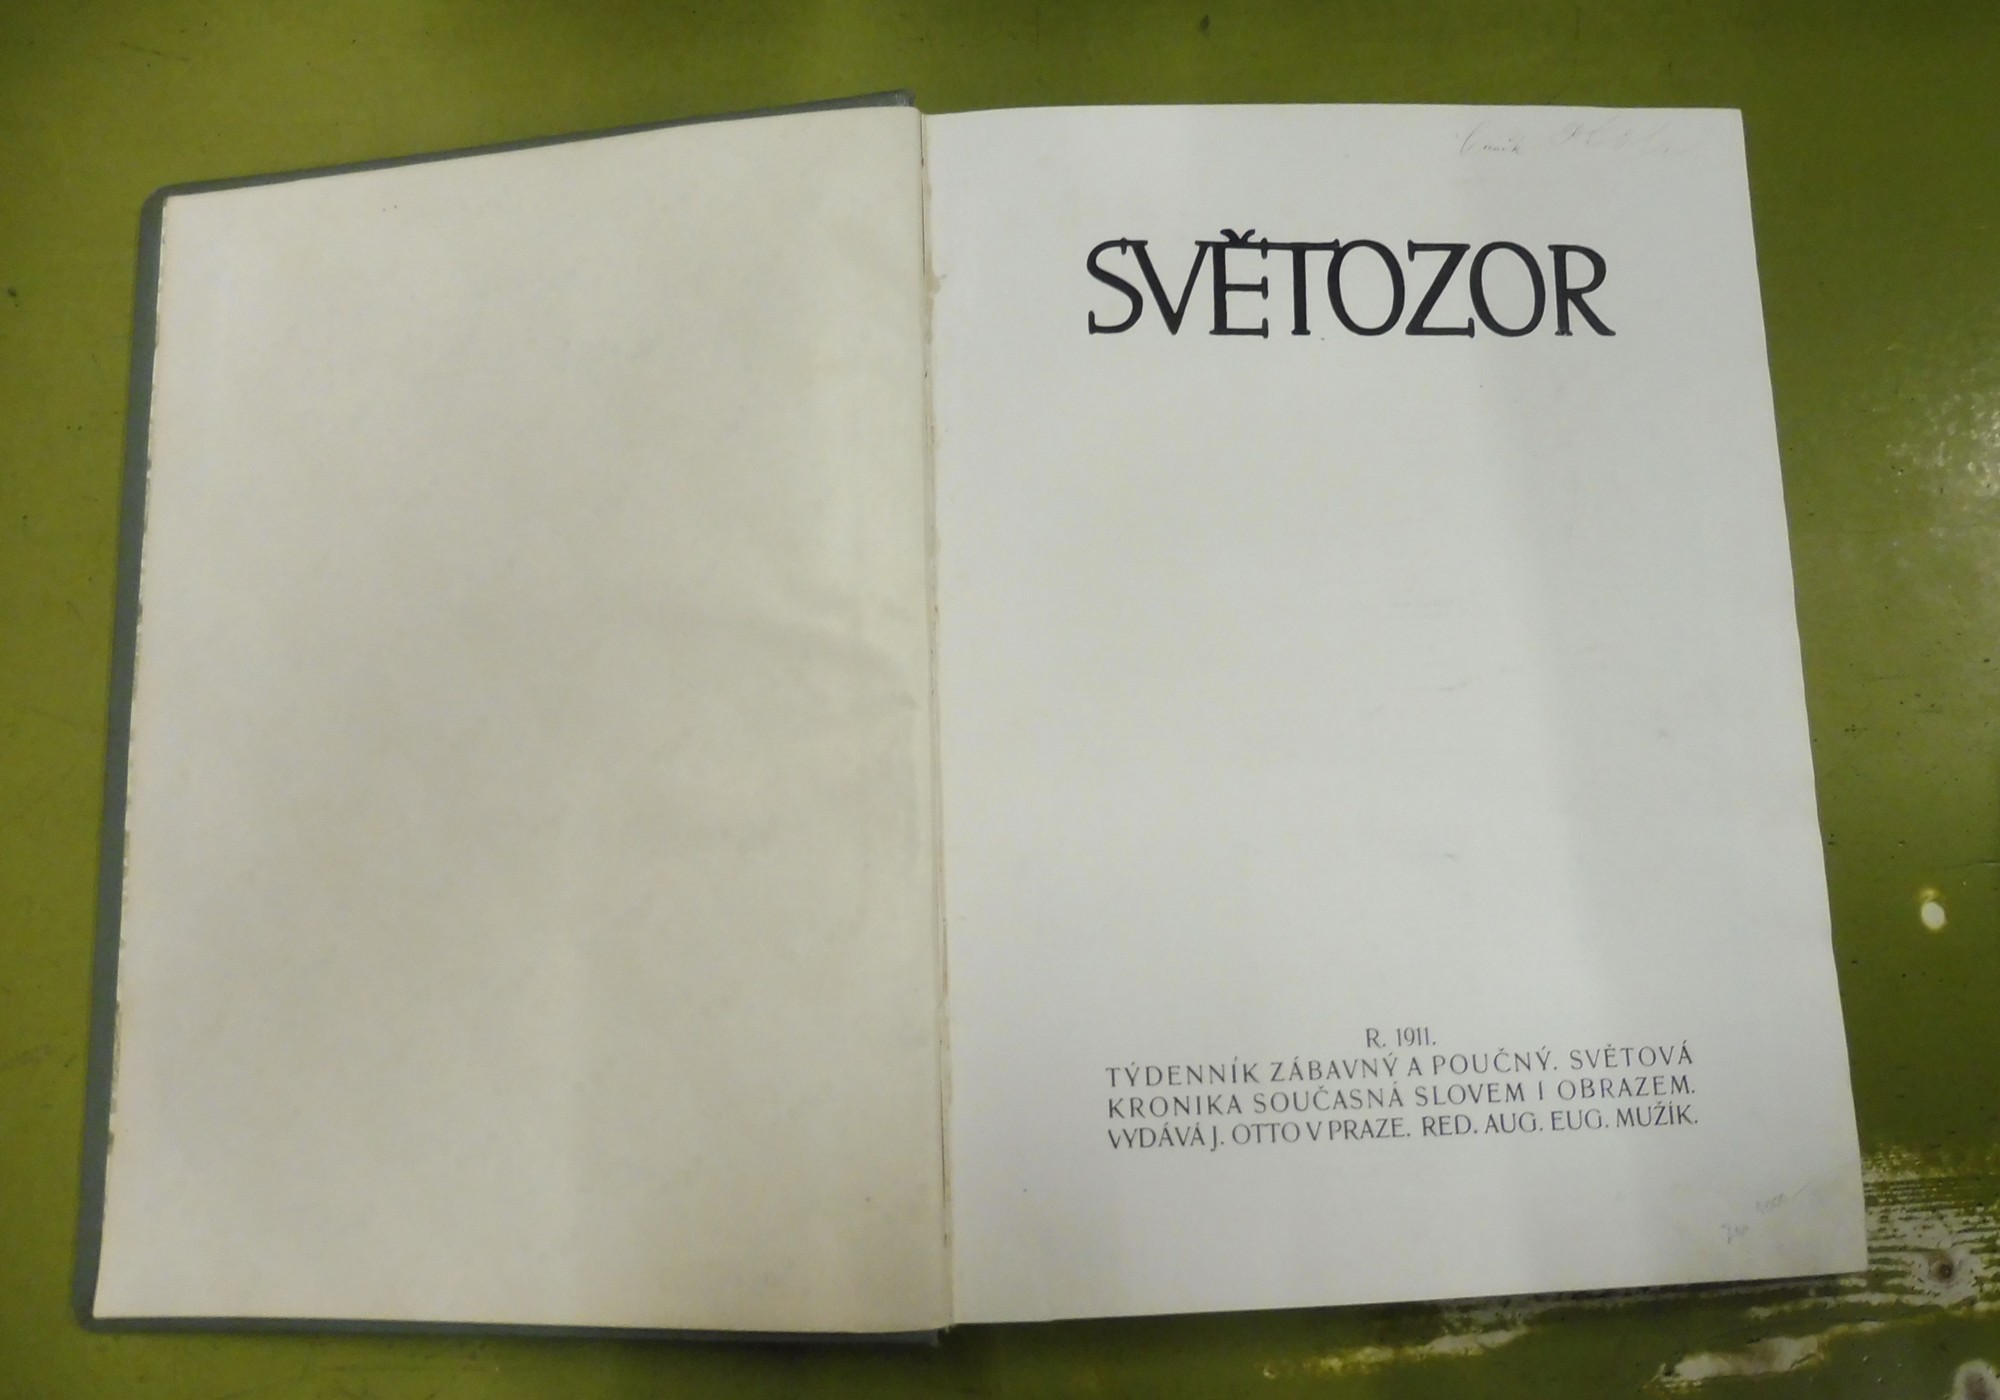 SVĚTOZOR
R. 1911.
TÝDENNÍK ZÁBAVNÝ A POUČNÝ. SVĚTOVÁ
KRONIKA SOUČASNÁ SLOVEM I OBRAZEM.
VYDÁVÁ J. OTTO V PRAZE. RED. AUG. EUG. MUŽÍK.